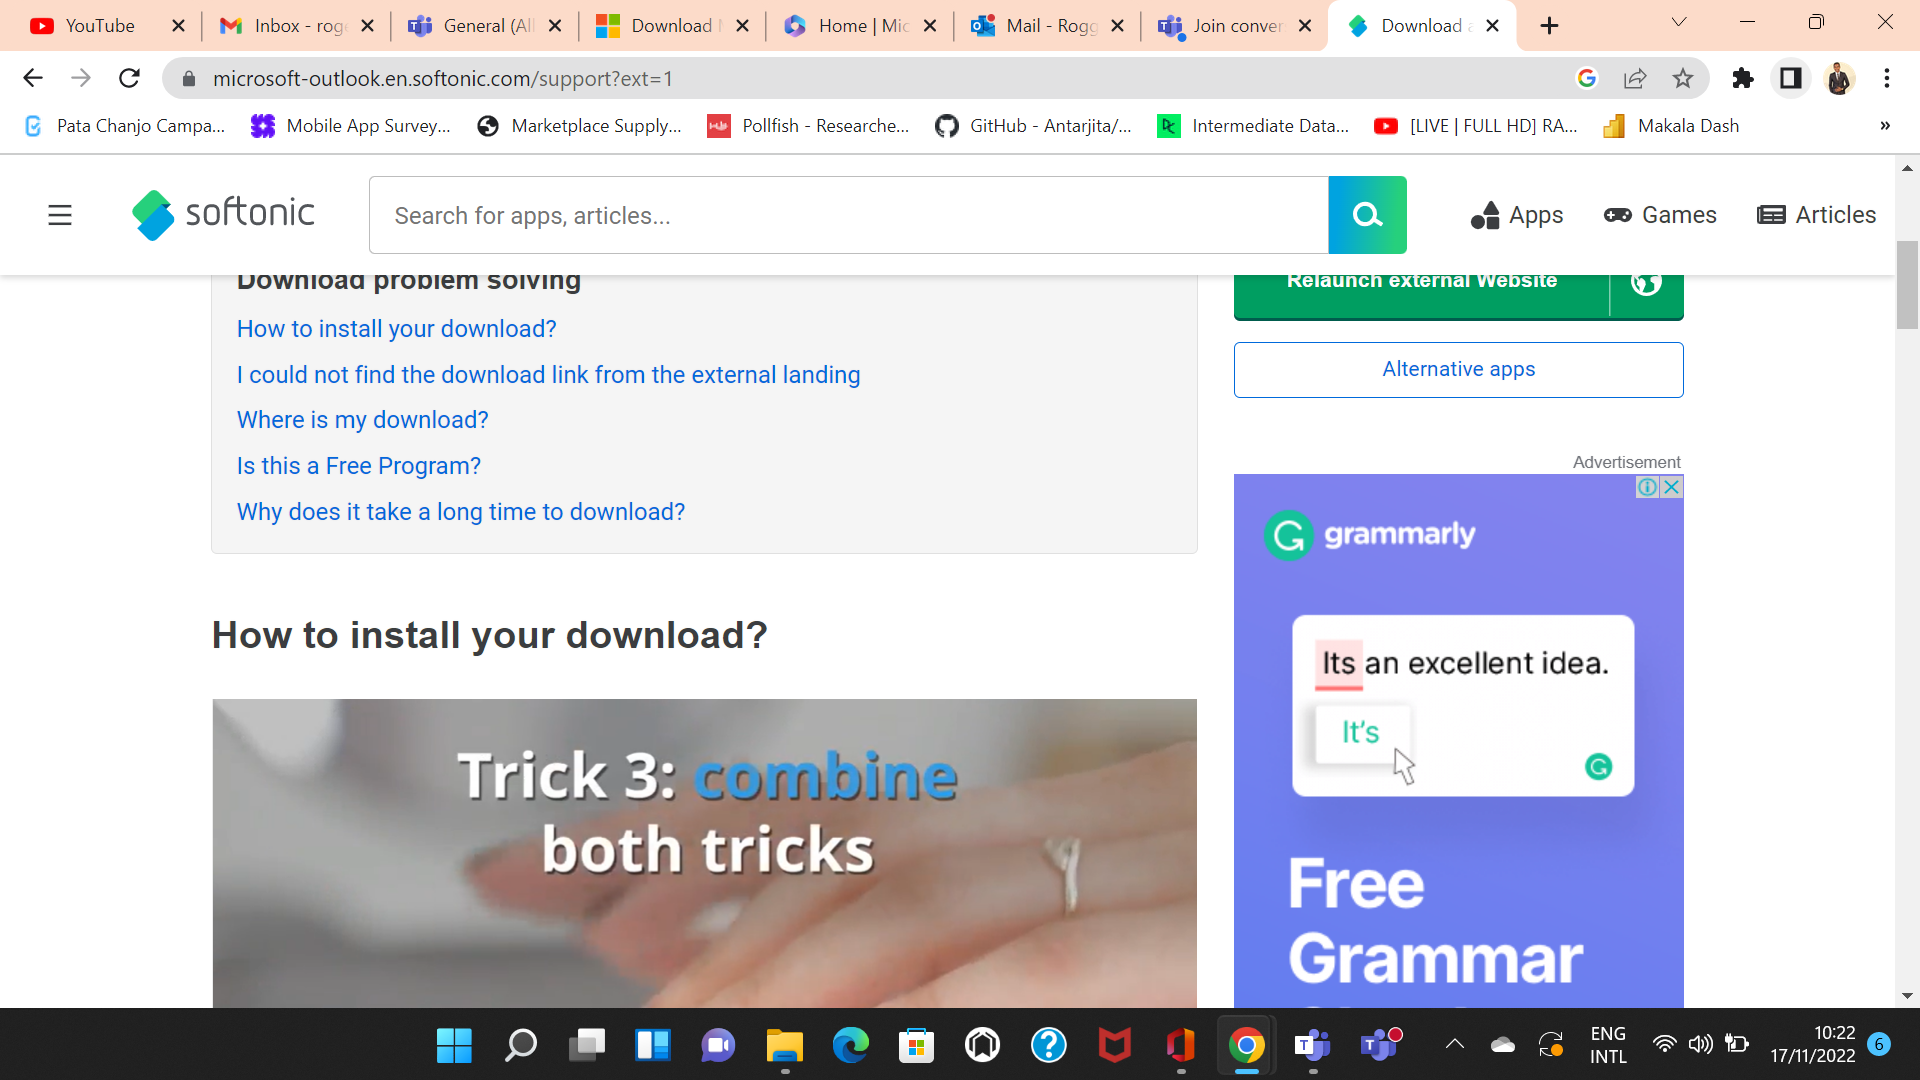 YouTube
Inbox - roge
General (All
Download M
Home | Mic
Mail - Rogg
Join conver
Download a
microsoft-outlook.en.softonic.com/support?ext=1
Pata Chanjo Campa...
Mobile App Survey...
Marketplace Supply...
Pollfish - Researche...
GitHub - Antarjita/...
Intermediate Data...
[LIVE | FULL HD] RA...
Makala Dash
»
softonic
Search for apps, articles...
Apps
Games
Articles
Download problem solving
How to install your download?
I could not find the download link from the external landing
Where is my download?
Is this a Free Program?
Why does it take a long time to download?
Relaunch external Website
Alternative apps
Advertisement
grammarly
Its an excellent idea.
It's
Free
Grammar
How to install your download?
Trick 3: combine
both tricks
ENG
INTL
10:22
17/11/2022
6